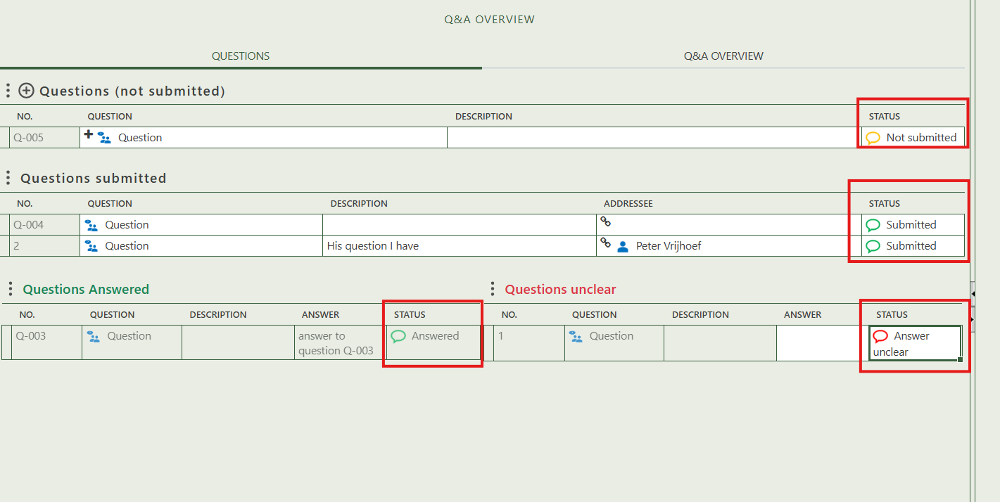 Q&A OVERVIEW
QUESTIONS Q&A OVERVIEW
Questions (not submitted)
NO. QUESTION DESCRIPTION STATUS
Q-005 Question Not submitted
Questions submitted
NO. QUESTION DESCRIPTION ADDRESSEE STATUS
Q-004 Question Submitted
2 Question His question I have Peter Vrijhoef Submitted
Questions Answered
NO. QUESTION DESCRIPTION ANSWER STATUS
Q-003 Question answer to Answered
question Q-003
Questions unclear
NO. QUESTION DESCRIPTION ANSWER STATUS
1 Question Answer
unclear